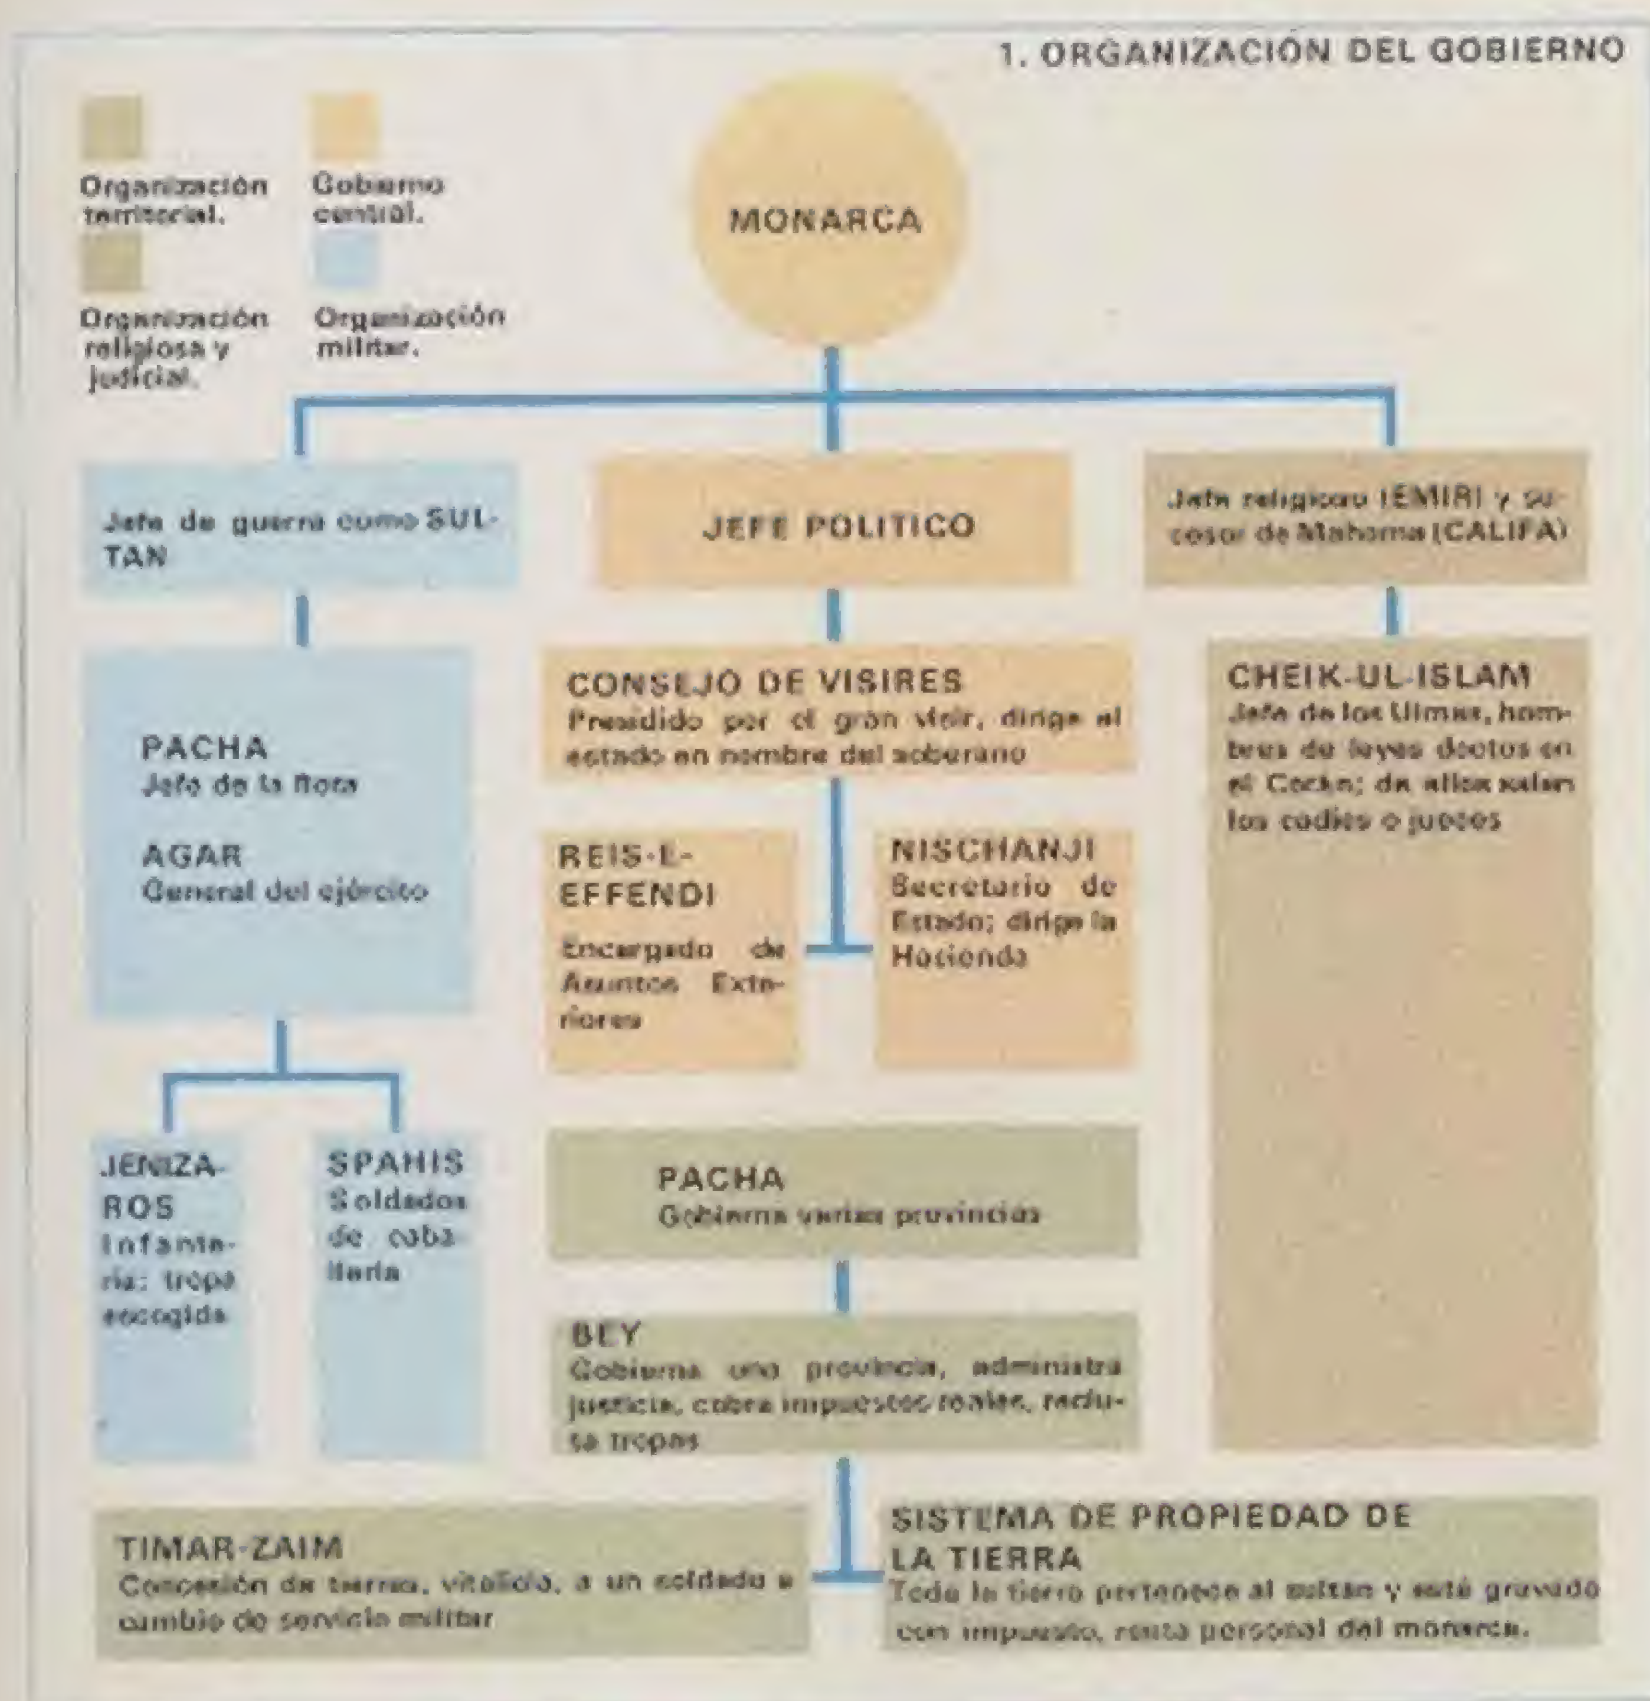 1. ORGANIZACIÓN DEL GOBIERNO
Organización
territorial.
Gobierno
central.
Organización
religiosa y
judicial.
Organización
militar.
MONARCA
Jefe de guerra como SUL-
TAN
JEFE POLITICO
Jefe religioso (EMIR) y su-
cesor de Mahoma (CALIFA)
PACHA
Jefe de la flota
AGAR
General del ejército
CONSEJO DE VISIRES
Presidido por el gran visir, dirige el
estado en nombre del soberano
CHEIK-UL-ISLAM
Jefe de los Ulmas, hom-
bres de leyes doctos en
el Corán; de ellos salen
los cadíes o jueces
REIS-E-
EFFENDI
Encargado de
Asuntos Exte-
riores
NISCHANJI
Secretario de
Estado; dirige la
Hacienda
JENIZA-
ROS
Infante-
ría: tropa
escogida
SPAHIS
Soldados
de caba-
llería
PACHA
Gobierna varias provincias
BEY
Gobierna una provincia, administra
justicia, cobra impuestos reales, reclu-
ta tropas
TIMAR-ZAIM
Concesión de tierras, vitalicia, a un soldado a
cambio de servicio militar
SISTEMA DE PROPIEDAD DE
LA TIERRA
Toda la tierra pertenece al sultán y está gravada
con impuesto, renta personal del monarca.